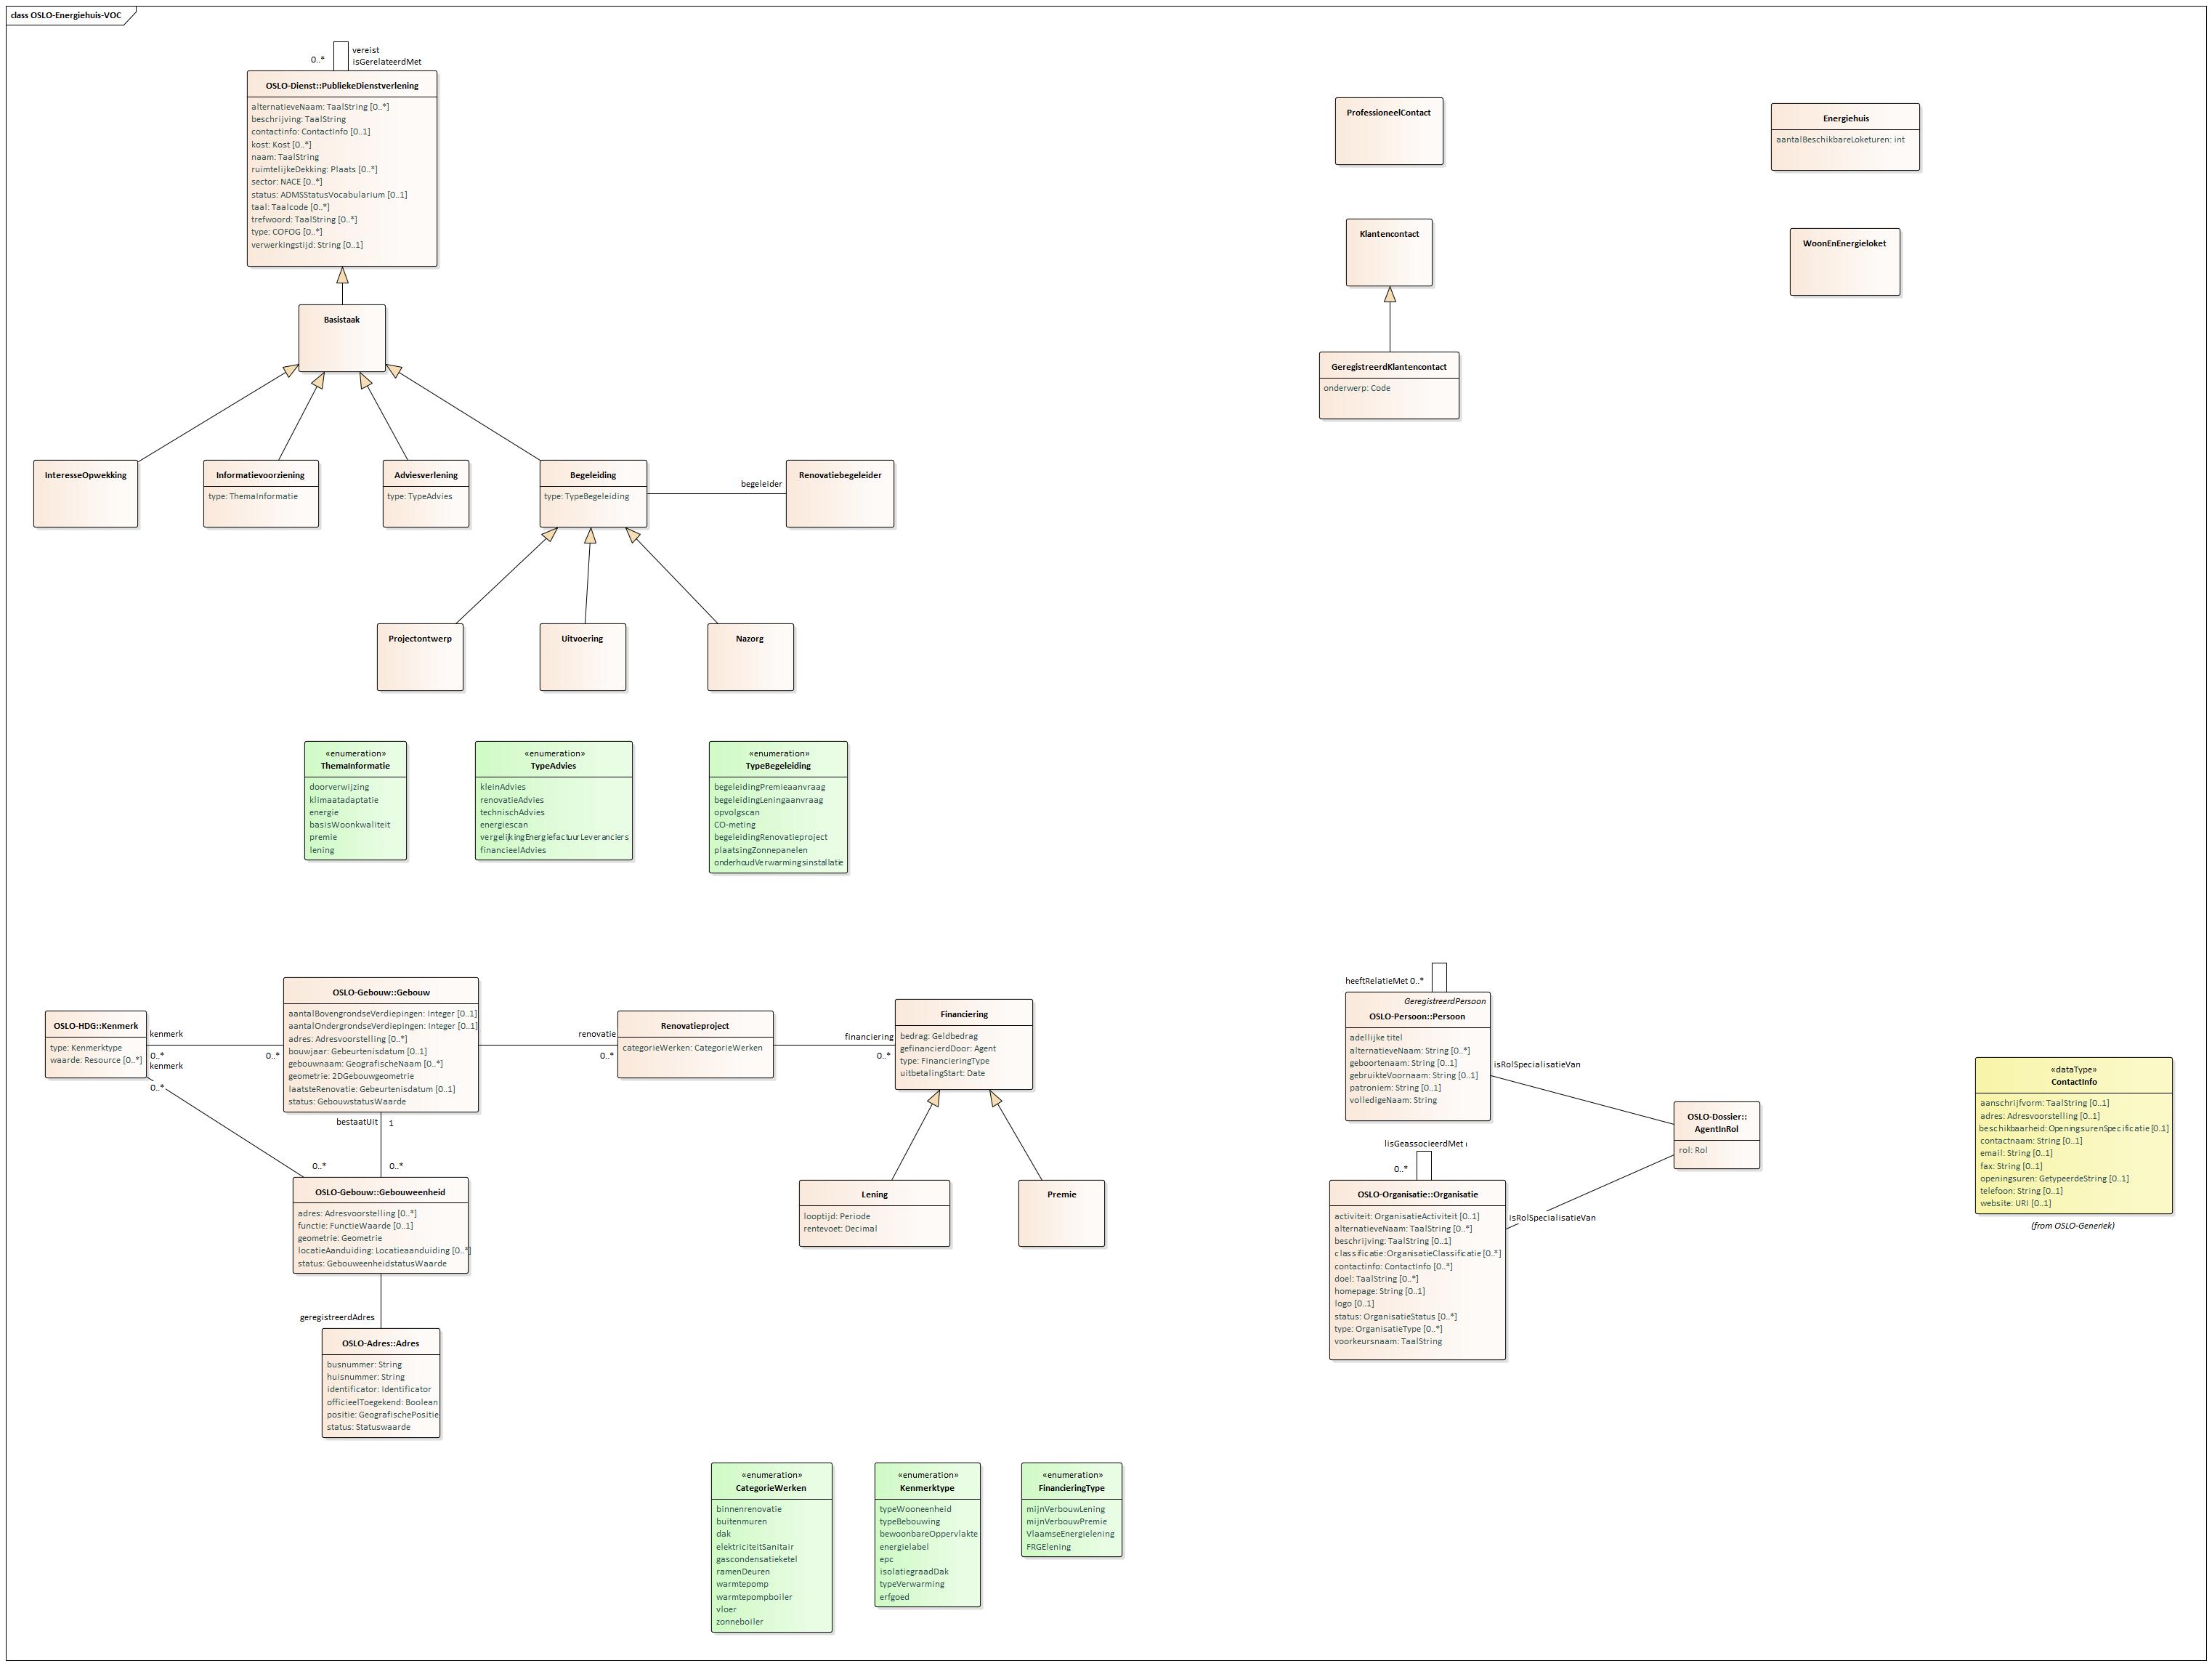 class OSLO-Energiehuis-VOC
vereist
0..*
isGerelateerdMet
OSLO-Dienst::PubliekeDienstverlening
alternatieveNaam: TaalString [0..*]
beschrijving: TaalString
contactinfo: ContactInfo [0..1]
kost: Kost [0..*]
naam: TaalString
ruimtelijkeDekking: Plaats [0..*]
sector: NACE [0..*]
status: ADMSStatusVocabularium [0..1]
taal: Taalcode [0..*]
trefwoord: TaalString [0..*]
type: COFOG [0..*]
verwerkingstijd: String [0..1]
ProfessioneelContact
Energiehuis
aantalBeschikbareLoketuren: int
Klantencontact
WoonEnEnergieloket
Basistaak
GeregistreerdKlantencontact
onderwerp: Code
InteresseOpwekking
Informatievoorziening
type: ThemaInformatie
Adviesverlening
type: TypeAdvies
Begeleiding
type: TypeBegeleiding
begeleider
Renovatiebegeleider
Projectontwerp
Uitvoering
Nazorg
«enumeration»
ThemaInformatie
doorverwijzing
klimaatadaptatie
energie
basisWoonkwaliteit
premie
lening
«enumeration»
TypeAdvies
kleinAdvies
renovatieAdvies
technischAdvies
energiescan
vergelijkingEnergiefactuurLeveranciers
financieelAdvies
«enumeration»
TypeBegeleiding
begeleidingPremieaanvraag
begeleidingLeningaanvraag
opvolgscan
CO-meting
begeleidingRenovatieproject
plaatsingZonnepanelen
onderhoudVerwarmingsinstallatie
OSLO-HDG::Kenmerk
type: Kenmerktype
waarde: Resource [0..*]
kenmerk
0..*
kenmerk
0..*
0..*
OSLO-Gebouw::Gebouw
aantalBovengrondseVerdiepingen: Integer [0..1]
aantalOndergrondseVerdiepingen: Integer [0..1]
adres: Adresvoorstelling [0..*]
bouwjaar: Gebeurtenisdatum [0..1]
gebouwnaam: GeografischeNaam [0..*]
geometrie: 2DGebouwgeometrie
laatsteRenovatie: Gebeurtenisdatum [0..1]
status: GebouwstatusWaarde
renovatie
0..*
Renovatieproject
categorieWerken: CategorieWerken
financiering
0..*
Financiering
bedrag: Geldbedrag
gefinancierdDoor: Agent
type: FinancieringType
uitbetalingStart: Date
bestaatUit
1
0..*
0..*
OSLO-Gebouw::Gebouweenheid
adres: Adresvoorstelling [0..*]
functie: FunctieWaarde [0..1]
geometrie: Geometrie
locatieAanduiding: Locatieaanduiding [0..*]
status: GebouweenheidstatusWaarde
Lening
looptijd: Periode
rentevoet: Decimal
Premie
geregistreerdAdres
OSLO-Adres::Adres
busnummer: String
huisnummer: String
identificator: Identificator
officieelToegekend: Boolean
positie: GeografischePositie
status: Statuswaarde
heeftRelatieMet 0..*
GeregistreerdPersoon
OSLO-Persoon::Persoon
adellijke titel
alternatieveNaam: String [0..*]
geboortenaam: String [0..1]
gebruikteVoornaam: String [0..1]
patroniem: String [0..1]
volledigeNaam: String
isRolSpecialisatieVan
OSLO-Dossier::
AgentInRol
rol: Rol
isGeassocieerdMet
0..*
OSLO-Organisatie::Organisatie
activiteit: OrganisatieActiviteit [0..1]
alternatieveNaam: TaalString [0..*]
beschrijving: TaalString [0..1]
classificatie:OrganisatieClassificatie [0..*]
contactinfo: ContactInfo [0..*]
doel: TaalString [0..*]
homepage: String [0..1]
logo [0..1]
status: OrganisatieStatus [0..*]
type: OrganisatieType [0..*]
voorkeursnaam: TaalString
isRolSpecialisatieVan
«dataType»
ContactInfo
aanschrijfvorm: TaalString [0..1]
adres: Adresvoorstelling [0..1]
beschikbaarheid: OpeningsurenSpecificatie [0..1]
contactnaam: String [0..1]
email: String [0..1]
fax: String [0..1]
openingsuren: GetypeerdeString [0..1]
telefoon: String [0..1]
website: URI [0..1]
(from OSLO-Generiek)
«enumeration»
CategorieWerken
binnenrenovatie
buitenmuren
dak
elektriciteitSanitair
gascondensatieketel
ramenDeuren
warmtepomp
warmtepompboiler
vloer
zonneboiler
«enumeration»
Kenmerktype
typeWooneenheid
typeBebouwing
bewoonbareOppervlakte
energielabel
epc
isolatiegraadDak
typeVerwarming
erfgoed
«enumeration»
FinancieringType
mijnVerbouwLening
mijnVerbouwPremie
VlaamseEnergielening
FRGElening